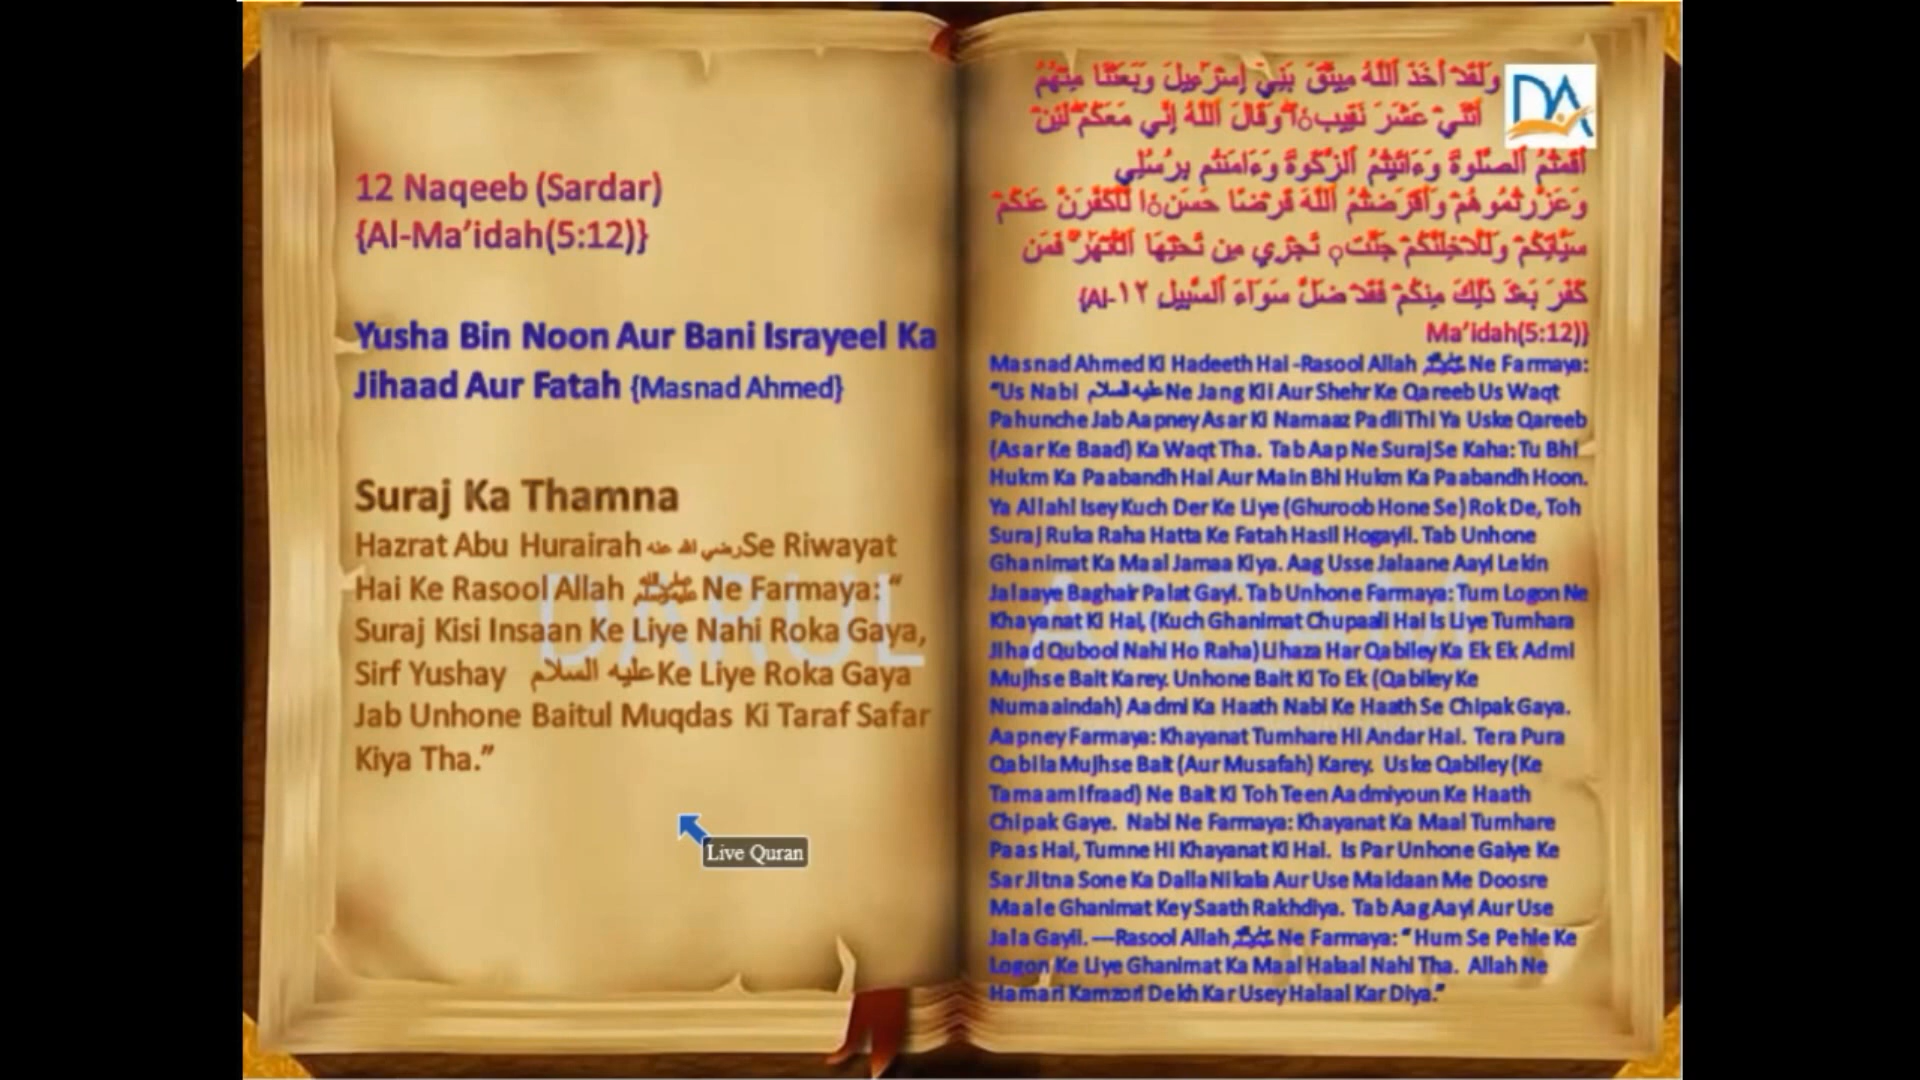 12 Naqeeb (Sardar)
{Al-Ma’idah(5:12)}
Yusha Bin Noon Aur Bani Israyeel Ka
Jihaad Aur Fatah {Masnad Ahmed}
Suraj Ka Thamna
Hazrat Abu Hurairah رضي الله عنه Se Riwayat
Hai Ke Rasool Allah ﷺ Ne Farmaya: “
Suraj Kisi Insaan Ke Liye Nahi Roka Gaya,
Sirf Yushay عليه السلام Ke Liye Roka Gaya
Jab Unhone Baitul Muqdas Ki Taraf Safar
Kiya Tha.”
Live Quran
DA
وَلَقَدْ أَخَذَ ٱللَّهُ مِيثَٰقَ بَنِيٓ إِسْرَٰٓءِيلَ وَبَعَثْنَا مِنْهُمُ
ٱثْنَيْ عَشَرَ نَقِيبٗاۖ وَقَالَ ٱللَّهُ إِنِّي مَعَكُمْۖ لَئِنْ
أَقَمْتُمُ ٱلصَّلَوٰةَ وَءَاتَيْتُمُ ٱلزَّكَوٰةَ وَءَامَنتُم بِرُسُلِي
وَعَزَّرْتُمُوهُمْ وَأَقْرَضْتُمُ ٱللَّهَ قَرْضًا حَسَنٗا لَّأُكَفِّرَنَّ عَنكُمْ
سَيِّـَٔاتِكُمْ وَلَأُدْخِلَنَّكُمْ جَنَّٰتٖ تَجْرِي مِن تَحْتِهَا ٱلْأَنْهَٰرُۚ فَمَن
كَفَرَ بَعْدَ ذَٰلِكَ مِنكُمْ فَقَدْ ضَلَّ سَوَآءَ ٱلسَّبِيلِ ١٢ {Al-
Ma’idah(5:12)}
Masnad Ahmed Ki Hadeeth Hai -Rasool Allah ﷺ Ne Farmaya:
“Us Nabi عليه السلام Ne Jang Kii Aur Shehr Ke Qareeb Us Waqt
Pahunche Jab Aapney Asar Ki Namaaz Padli Thi Ya Uske Qareeb
(Asar Ke Baad) Ka Waqt Tha. Tab Aap Ne Suraj Se Kaha: Tu Bhi
Hukm Ka Paabandh Hai Aur Main Bhi Hukm Ka Paabandh Hoon.
Ya Allah! Isey Kuch Der Ke Liye (Ghuroob Hone Se) Rok De, Toh
Suraj Ruka Raha Hatta Ke Fatah Hasil Hogayii. Tab Unhone
Ghanimat Ka Maal Jamaa Kiya. Aag Usse Jalaane Aayi Lekin
Jalaaye Baghair Palat Gayi. Tab Unhone Farmaya: Tum Logon Ne
Khayanat Ki Hai, (Kuch Ghanimat Chupaali Hai Is Liye Tumhara
Jihad Qubool Nahi Ho Raha) Lihaza Har Qabiley Ka Ek Ek Admi
Mujhse Bait Karey. Unhone Bait Ki To Ek (Qabiley Ke
Numaaindah) Aadmi Ka Haath Nabi Ke Haath Se Chipak Gaya.
Aapney Farmaya: Khayanat Tumhare Hi Andar Hai. Tera Pura
Qabila Mujhse Bait (Aur Musafah) Karey. Uske Qabiley (Ke
Tamaam Ifraad) Ne Bait Ki Toh Teen Aadmiyoun Ke Haath
Chipak Gaye. Nabi Ne Farmaya: Khayanat Ka Maal Tumhare
Paas Hai, Tumne Hi Khayanat Ki Hai. Is Par Unhone Gaiye Ke
Sar Jitna Sone Ka Dalla Nikala Aur Use Maidaan Me Doosre
Maale Ghanimat Key Saath Rakhdiya. Tab Aag Aayi Aur Use
Jala Gayii. —Rasool Allah ﷺ Ne Farmaya: “ Hum Se Pehle Ke
Logon Ke Liye Ghanimat Ka Maal Halaal Nahi Tha. Allah Ne
Hamari Kamzori Dekh Kar Usey Halaal Kar Diya.”